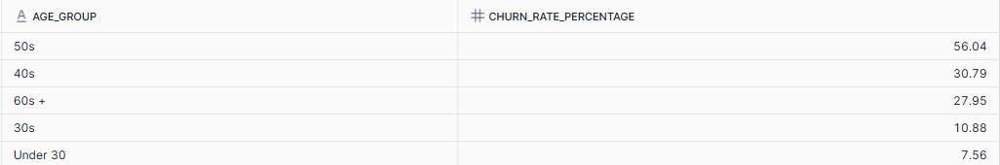 AGE_GROUP CHURN_RATE_PERCENTAGE
50s 56.04
40s 30.79
60s + 27.95
30s 10.88
Under 30 7.56